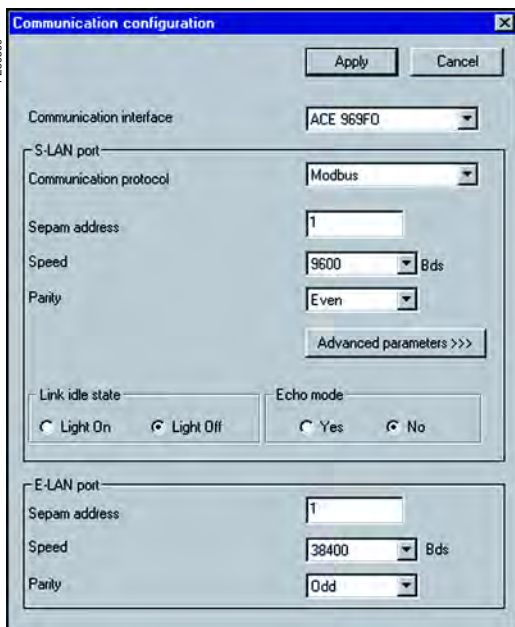 Communication configuration
Apply Cancel
Communication interface ACE 969FO
S-LAN port
Communication protocol Modbus
Sepam address 1
Speed 9600 Bds
Parity Even
Advanced parameters >>>
Link idle state Echo mode
Light On Light Off Yes No
E-LAN port
Sepam address 1
Speed 38400 Bds
Parity Odd